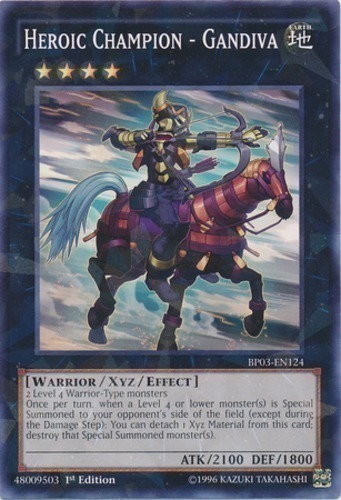 HEROIC CHAMPION - GANDIVA
EARTH
地
BP03-EN124
[WARRIOR / XYZ / EFFECT]
2 Level 4 Warrior-Type monsters
Once per turn, when a Level 4 or lower monster(s) is Special
Summoned to your opponent's side of the field (except during
the Damage Step): You can detach 1 Xyz Material from this card;
destroy that Special Summoned monster(s).
ATK/2100 DEF/1800
48009503 1st Edition ©1996 KAZUKI TAKAHASHI